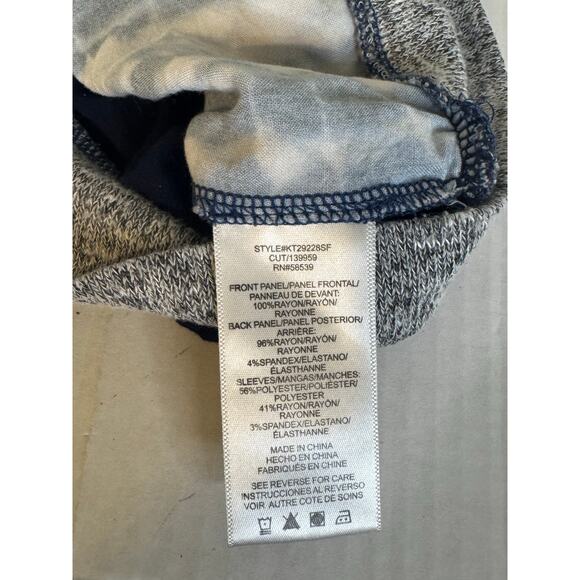 STYLE#KT29228SF
CUT/139959
RN#58539
FRONT PANEL/PANEL FRONTAL/
PANNEAU DE DEVANT:
100%RAYON/RAYÓN/
RAYONNE
BACK PANEL/PANEL POSTERIOR/
ARRIÈRE:
96%RAYON/RAYÓN/
RAYONNE
4%SPANDEX/ELASTANO/
ÉLASTHANNE
SLEEVES/MANGAS/MANCHES:
56%POLYESTER/POLIÉSTER/
POLYESTER
41%RAYON/RAYÓN/
RAYONNE
3%SPANDEX/ELASTANO/
ÉLASTHANNE
MADE IN CHINA
HECHO EN CHINA
FABRIQUÉS EN CHINE
SEE REVERSE FOR CARE
INSTRUCCIONES AL REVERSO
VOIR AUTRE COTE DE SOINS